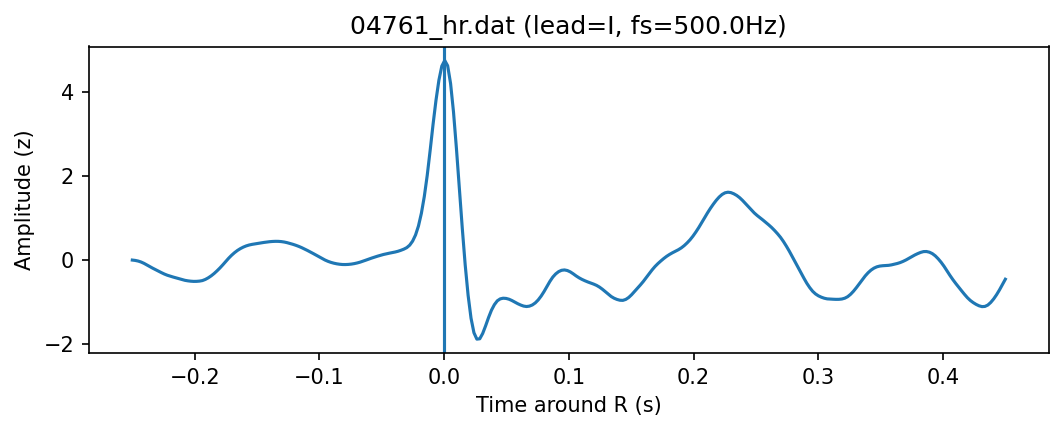 04761_hr.dat (lead=I, fs=500.0Hz)
Amplitude (z)
4
2
0
−2
−0.2 −0.1 0.0 0.1 0.2 0.3 0.4
Time around R (s)